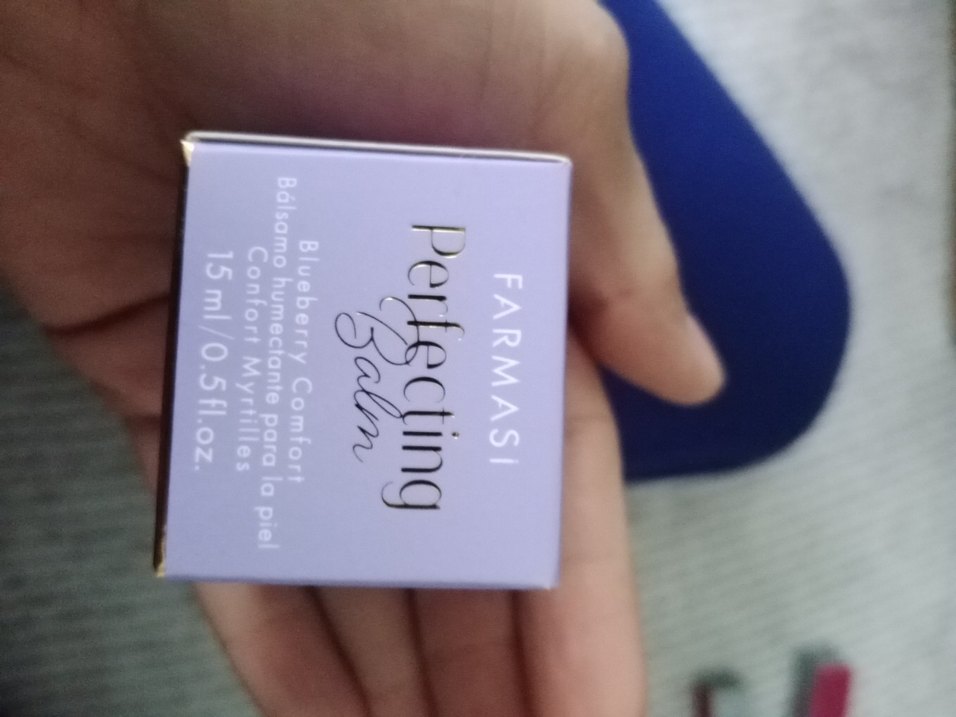 FARMASi
Perfecting
Balm
Blueberry Comfort
Bálsamo humectante para la piel
Confort Myrtilles
15 ml/0.5 fl.oz.